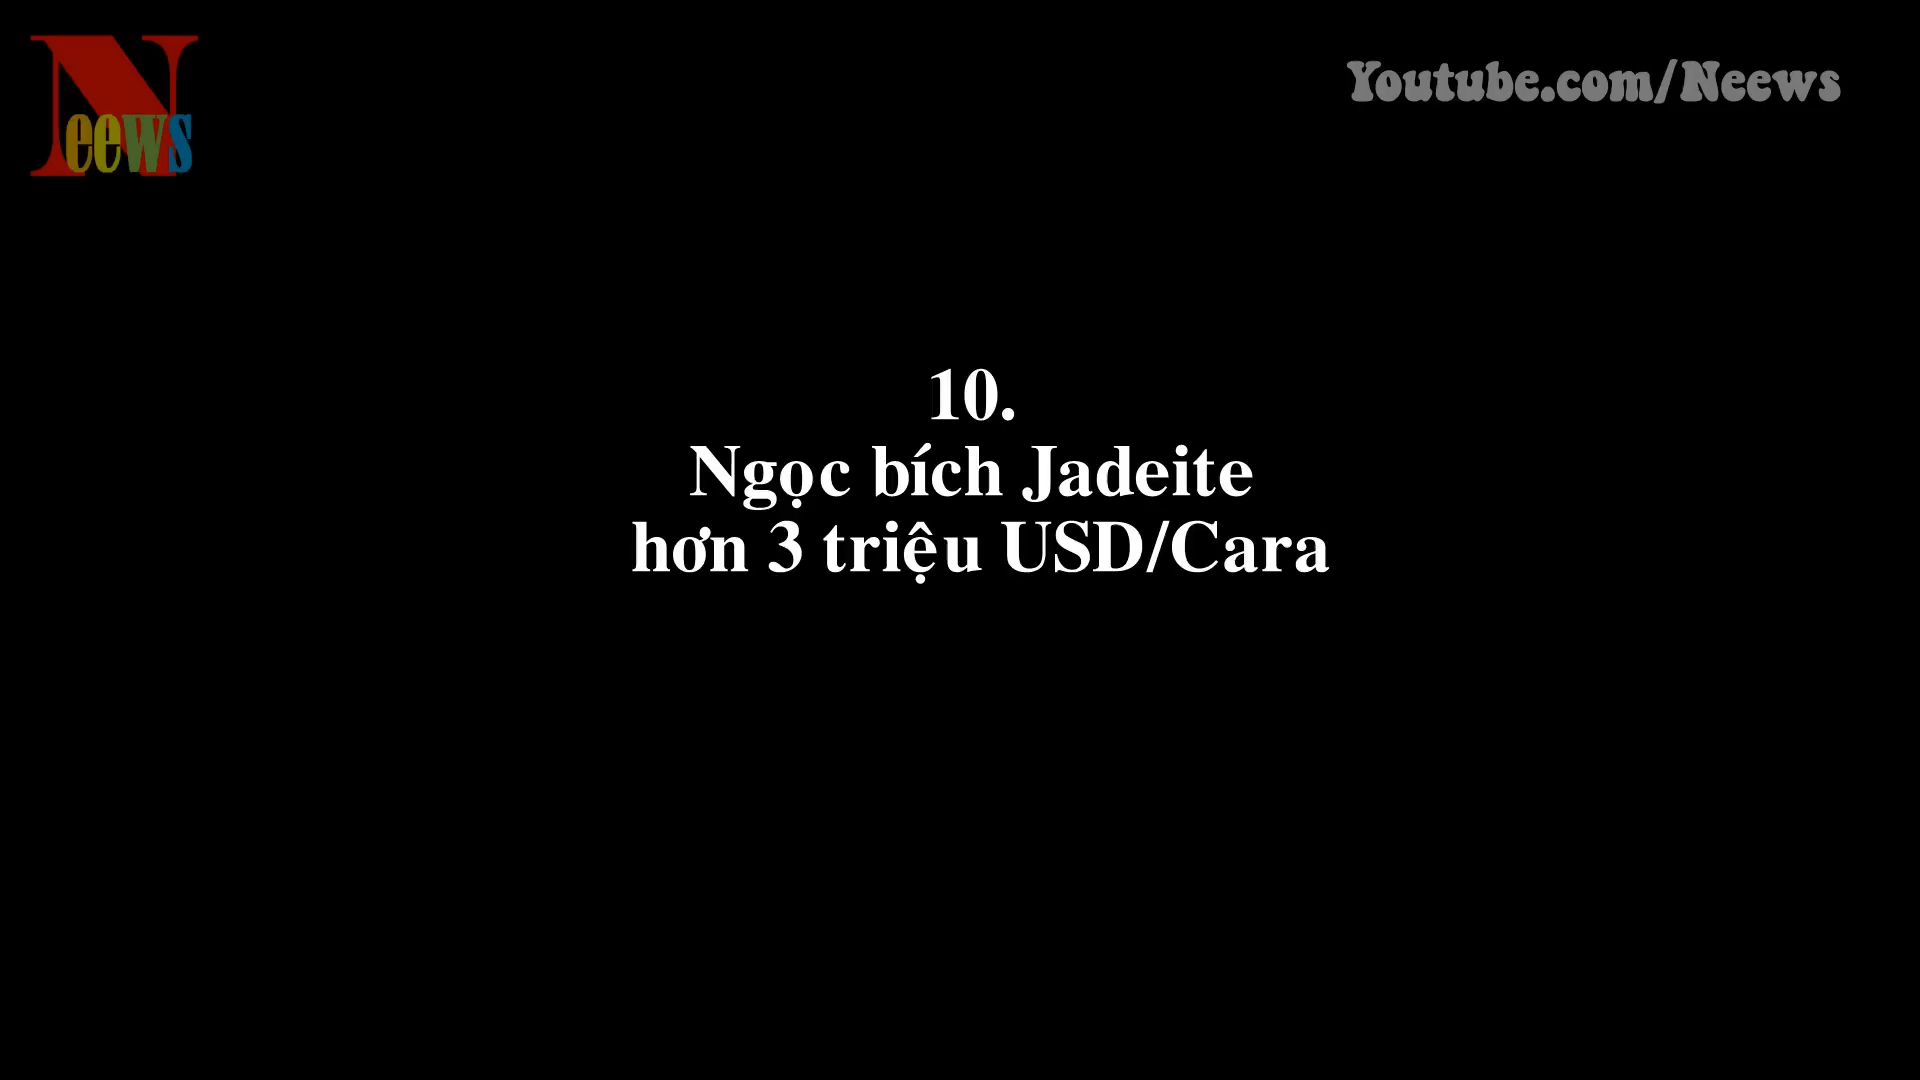 Neews
Youtube.com/Neews
10.
Ngọc bích Jadeite
hơn 3 triệu USD/Cara